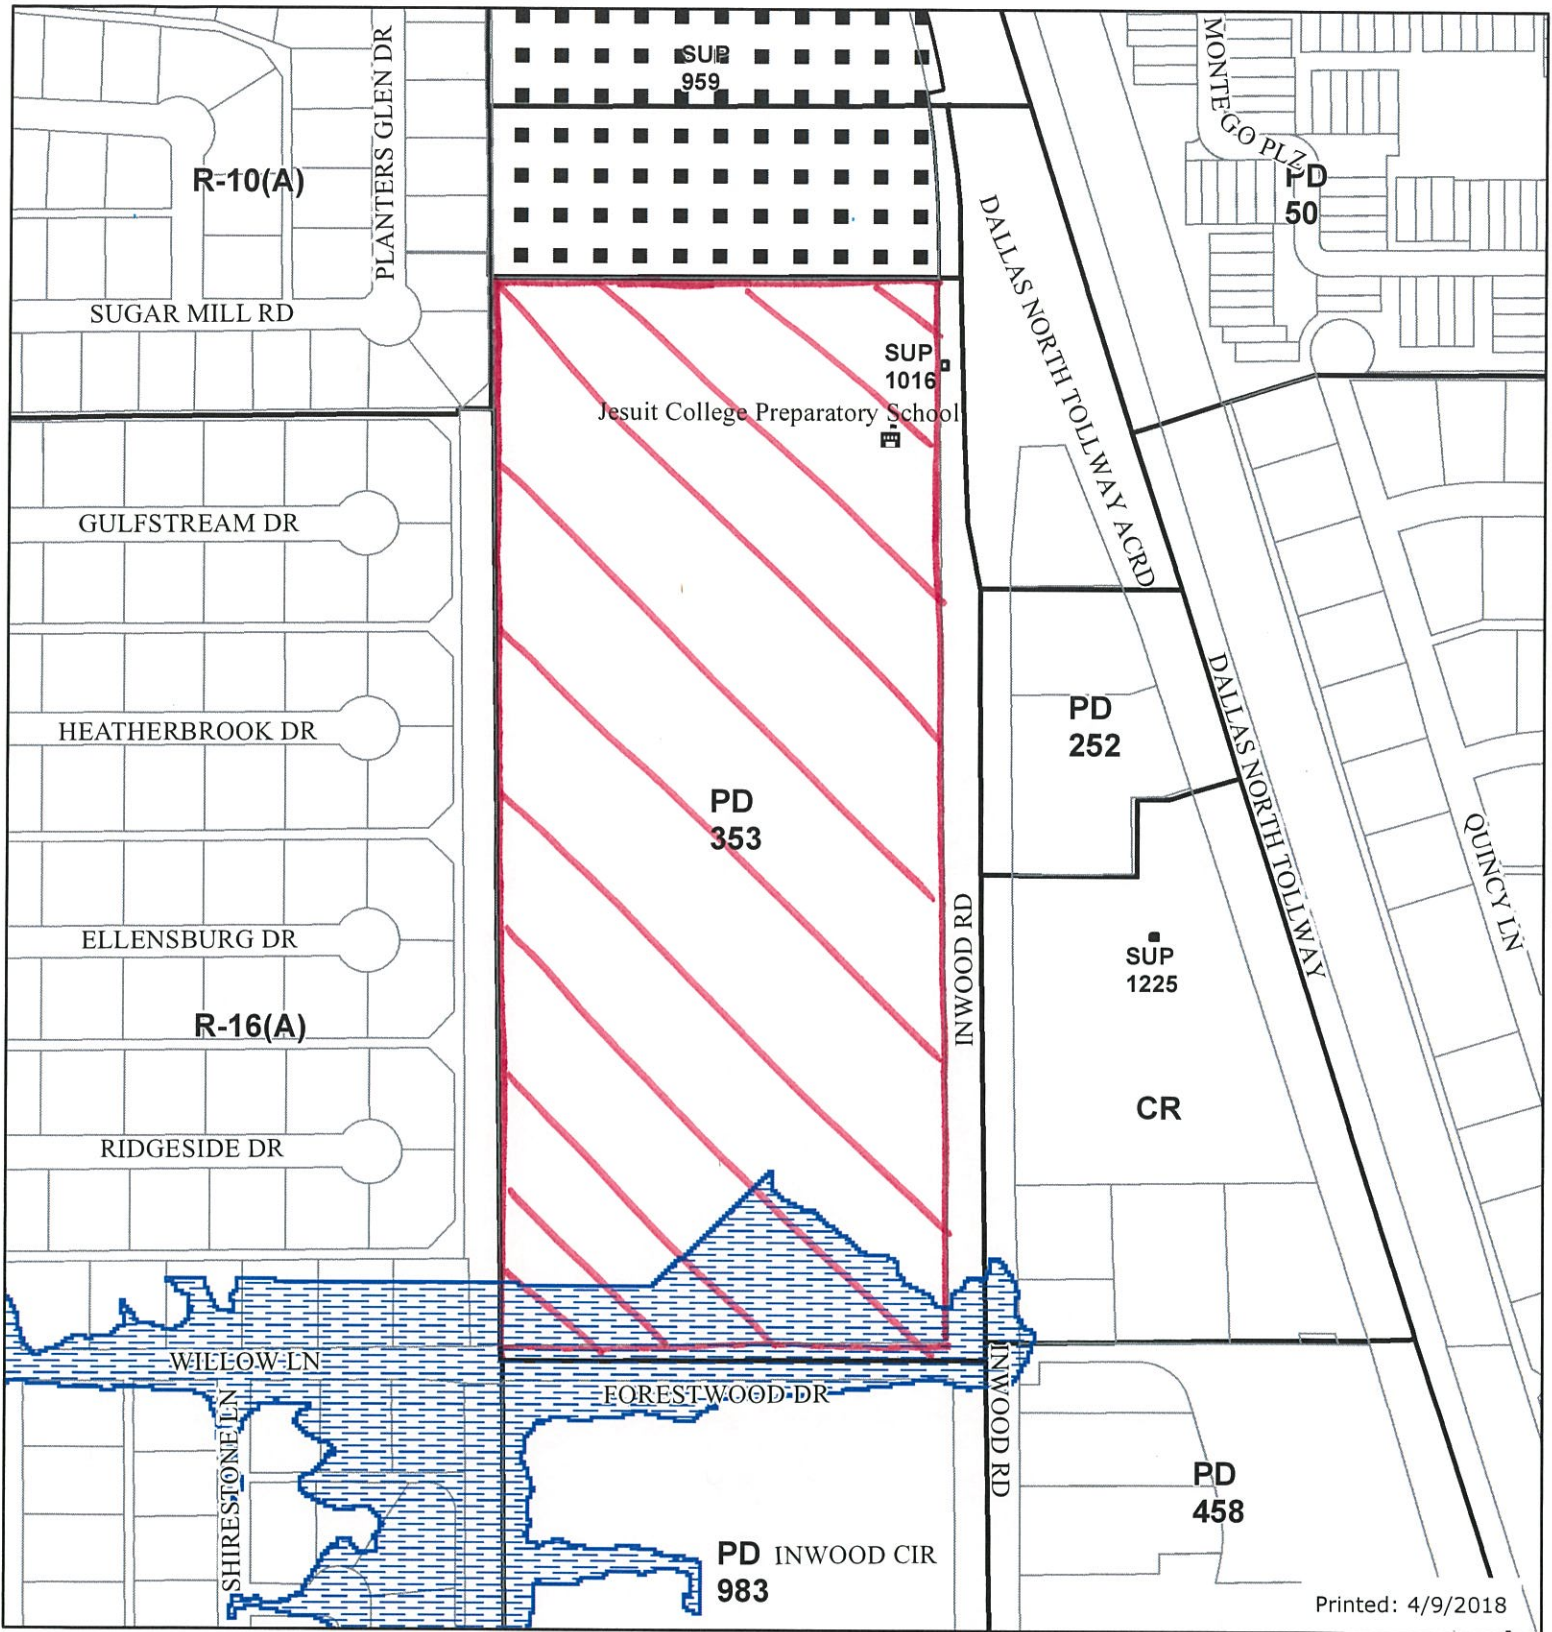 SUP
959
MONTEGO PLZ
PLANTERS GLEN DR
R-10(A)
PD
50
DALLAS NORTH TOLLWAY ACRD
SUGAR MILL RD
SUP
1016
Jesuit College Preparatory School
GULFSTREAM DR
HEATHERBROOK DR
PD
252
DALLAS NORTH TOLLWAY
PD
353
QUINCY LN
INWOOD RD
ELLENSBURG DR
SUP
1225
R-16(A)
CR
RIDGESIDE DR
WILLOW LN
FORESTWOOD DR
INWOOD RD
SHIRESTONE LN
PD
458
PD
983
INWOOD CIR
Printed: 4/9/2018